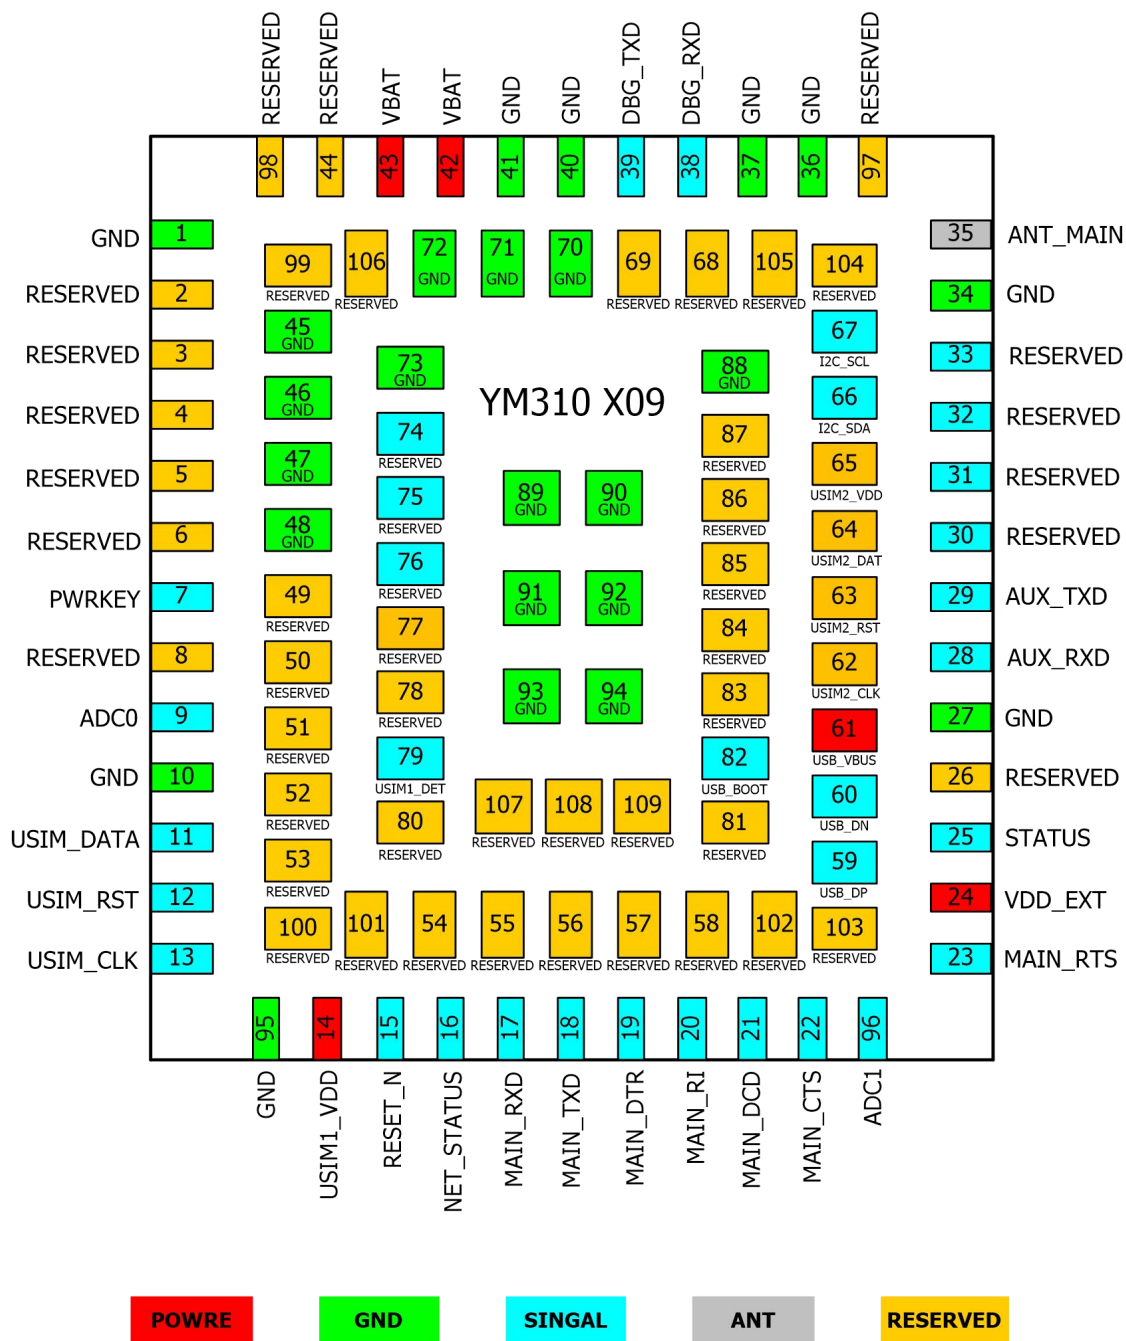 RESERVED RESERVED VBAT VBAT GND GND DBG_TXD DBG_RXD GND GND RESERVED
98 44 43 42 41 40 39 38 37 36 97
GND 1 35 ANT_MAIN
72 71 70
99 106 69 68 105 104
GND GND GND
RESERVED RESERVED RESERVED RESERVED RESERVED RESERVED
RESERVED 2 34 GND
45 67
GND I2C_SCL
RESERVED 3 33 RESERVED
73 88
GND GND
46 66
GND I2C_SDA
YM310 X09
RESERVED 4 32 RESERVED
74 87
RESERVED RESERVED
47 65
GND USIM2_VDD
RESERVED 5 31 RESERVED
75 89 90 86
RESERVED GND GND RESERVED
48 64
GND USIM2_DAT
RESERVED 6 30 RESERVED
76 85
RESERVED RESERVED
PWRKEY 7 49 91 92 63 29 AUX_TXD
RESERVED GND GND USIM2_RST
77 84
RESERVED RESERVED
RESERVED 8 50 62 28 AUX_RXD
RESERVED USIM2_CLK
78 93 94 83
RESERVED GND GND RESERVED
ADC0 9 51 61 27 GND
RESERVED USB_VBUS
79 82
USIM1_DET USB_BOOT
GND 10 52 60 26 RESERVED
RESERVED USB_DN
80 107 108 109 81
RESERVED RESERVED RESERVED RESERVED RESERVED
USIM_DATA 11 53 59 25 STATUS
RESERVED USB_DP
USIM_RST 12 24 VDD_EXT
100 101 54 55 56 57 58 102 103
RESERVED RESERVED RESERVED RESERVED RESERVED RESERVED RESERVED RESERVED RESERVED
USIM_CLK 13 23 MAIN_RTS
95 14 15 16 17 18 19 20 21 22 96
GND USIM1_VDD RESET_N NET_STATUS MAIN_RXD MAIN_TXD MAIN_DTR MAIN_RI MAIN_DCD MAIN_CTS ADC1
POWRE GND SINGAL ANT RESERVED